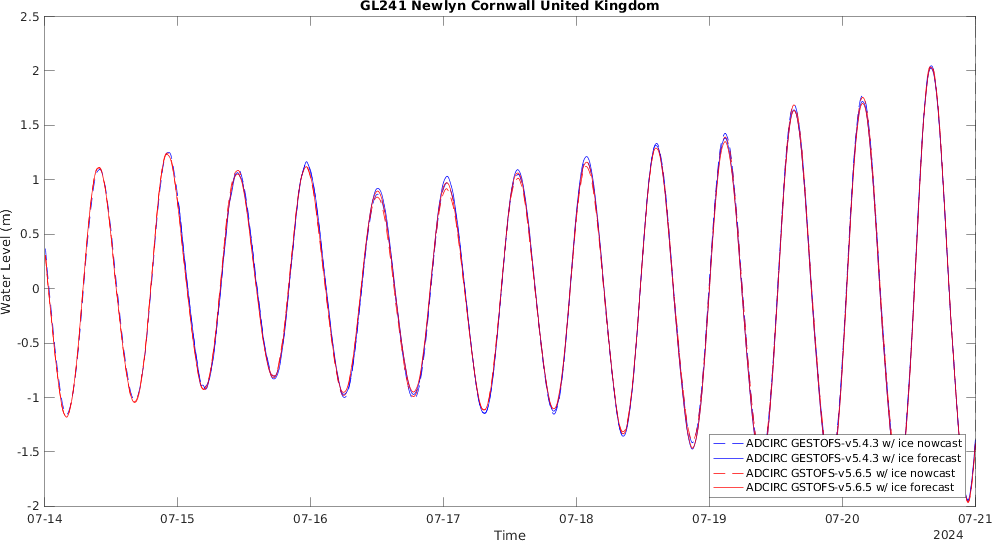 GL241 Newlyn Cornwall United Kingdom
2.5
2
1.5
1
0.5
0
-0.5
-1
-1.5
-2
Water Level (m)
ADCIRC GESTOFS-v5.4.3 w/ ice nowcast
ADCIRC GESTOFS-v5.4.3 w/ ice forecast
ADCIRC GSTOFS-v5.6.5 w/ ice nowcast
ADCIRC GSTOFS-v5.6.5 w/ ice forecast
07-14 07-15 07-16 07-17 07-18 07-19 07-20 07-21
Time
2024